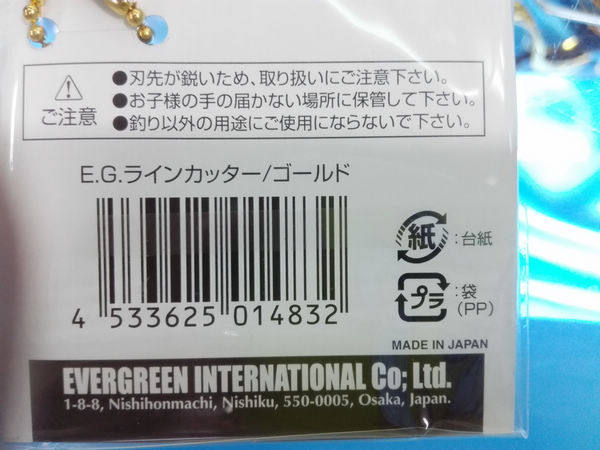 ●刃先が鋭いため、取り扱いにご注意下さい。
●お子様の手の届かない場所に保管して下さい。
●釣り以外の用途にご使用にならないで下さい。
ご注意
E.G.ラインカッター/ゴールド
4 533625 014832
紙 :台紙
プラ :袋
(PP)
MADE IN JAPAN
EVERGREEN INTERNATIONAL Co; Ltd.
1-8-8, Nishihonmachi, Nishiku, 550-0005, Osaka, Japan.